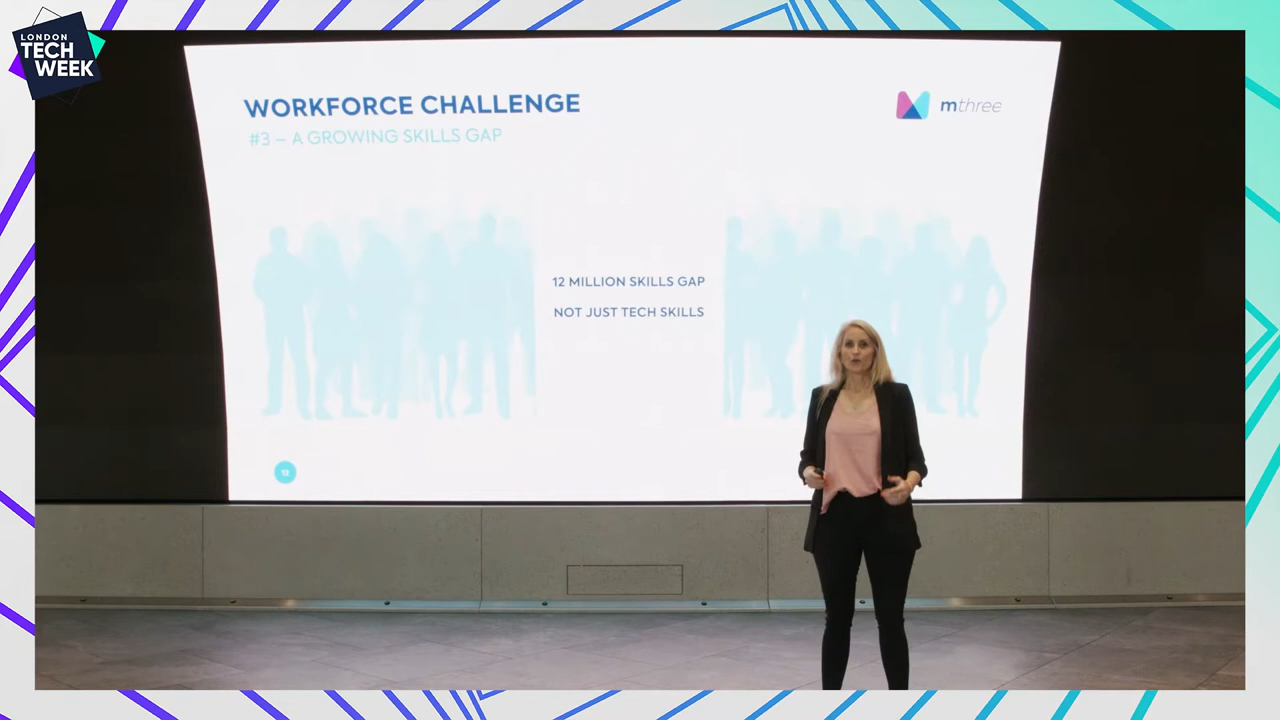 LONDON
TECH
WEEK
WORKFORCE CHALLENGE
#3 – A GROWING SKILLS GAP
mthree
12 MILLION SKILLS GAP
NOT JUST TECH SKILLS